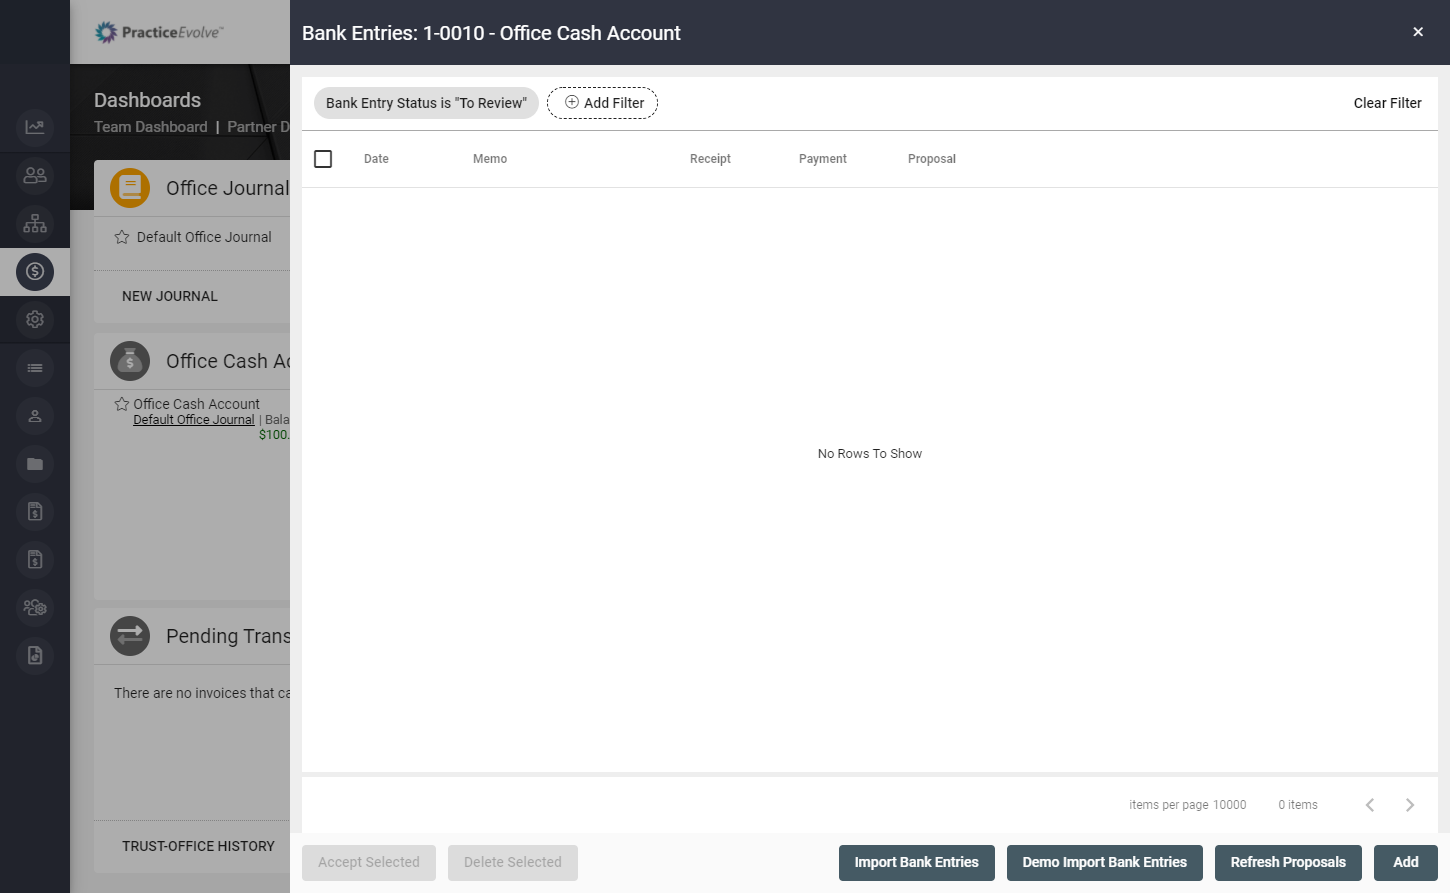 PracticeEvolve™
Bank Entries: 1-0010 - Office Cash Account
Dashboards
Team Dashboard | Partner D
Bank Entry Status is "To Review"
Add Filter
Clear Filter
Date Memo Receipt Payment Proposal
Office Journal
Default Office Journal
NEW JOURNAL
Office Cash Ac
Office Cash Account
Default Office Journal | Bala
$100.
No Rows To Show
Pending Trans
There are no invoices that ca
TRUST-OFFICE HISTORY
items per page 10000 0 items
Accept Selected
Delete Selected
Import Bank Entries
Demo Import Bank Entries
Refresh Proposals
Add